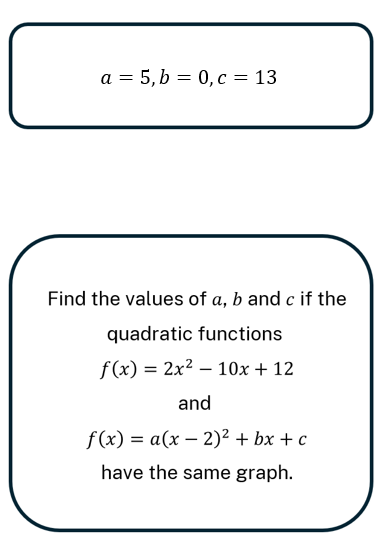 a = 5, b = 0, c = 13
Find the values of a, b and c if the
quadratic functions
f(x) = 2x² − 10x + 12
and
f(x) = a(x − 2)² + bx + c
have the same graph.